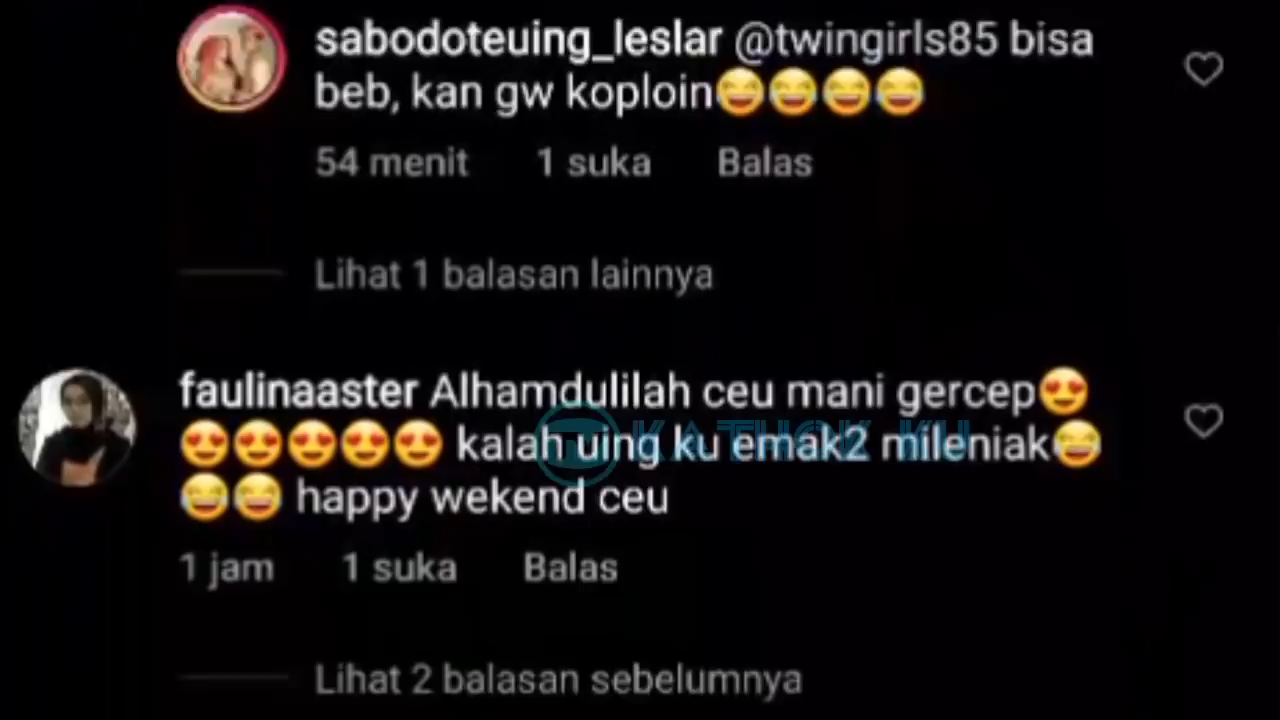 sabodoteuing_leslar @twingirls85 bisa
beb, kan gw koploin😂😂😂😂
54 menit 1 suka Balas
Lihat 1 balasan lainnya
faulinaaster Alhamdulilah ceu mani gercep😍
😍😍😍😍😍 kalah uing ku emak2 mileniak😂
😂😂 happy wekend ceu
KATHOK KU
1 jam 1 suka Balas
Lihat 2 balasan sebelumnya